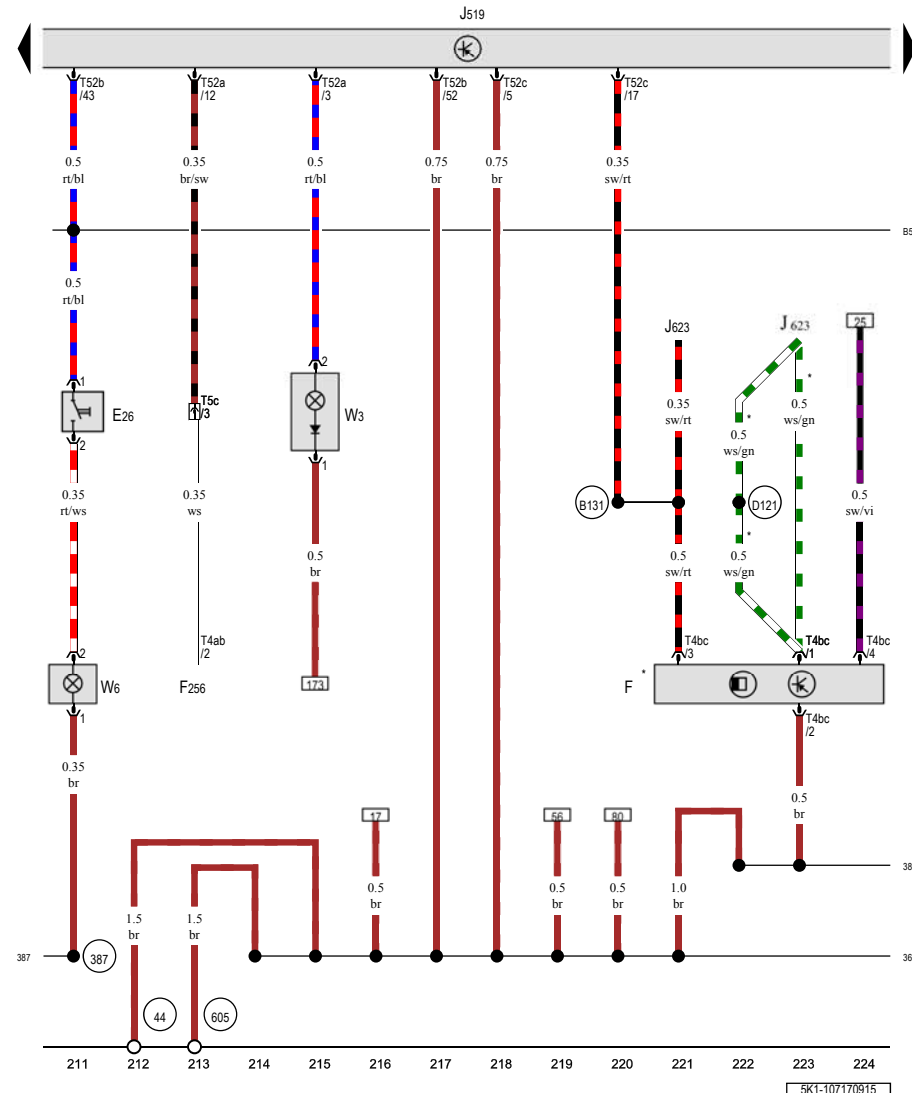 J519
T52b
/43
T52a
/12
T52a
/3
T52b
/52
T52c
/5
T52c
/17
0.5
rt/bl
0.35
br/sw
0.5
rt/bl
0.75
br
0.75
br
0.35
sw/rt
B5
0.5
rt/bl
J623
J 623
25
2
1
T5c
/3
E26
W3
*
0.35
sw/rt
*
0.5
ws/gn
0.5
ws/gn
2
1
0.35
rt/ws
0.35
ws
B131
D121
0.5
sw/vi
0.5
br
0.5
sw/rt
*
0.5
ws/gn
T4ab
/2
T4bc
/3
T4bc
/1
T4bc
/4
2
W6
F256
173
F *
1
T4bc
/2
0.35
br
0.5
br
17
56
80
38
0.5
br
0.5
br
0.5
br
1.0
br
1.5
br
1.5
br
387
387
36
44
605
211 212 213 214 215 216 217 218 219 220 221 222 223 224
5K1-107170915